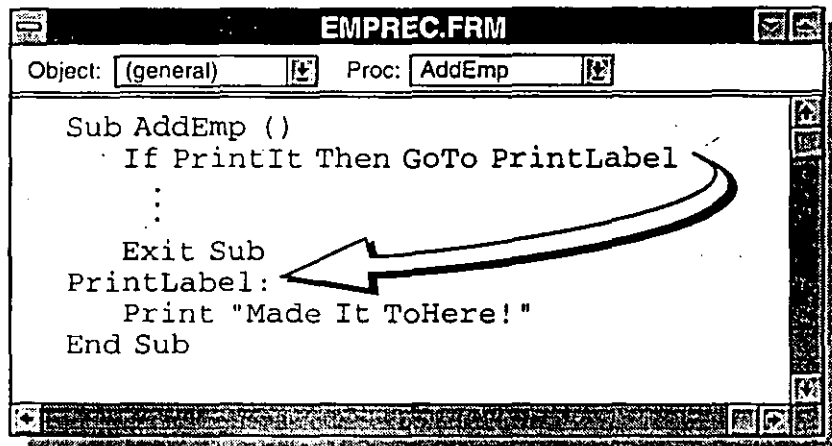 EMPREC.FRM
Object: (general) Proc: AddEmp
Sub AddEmp ()
If PrintIt Then GoTo PrintLabel
Exit Sub
PrintLabel:
Print "Made It ToHere!"
End Sub